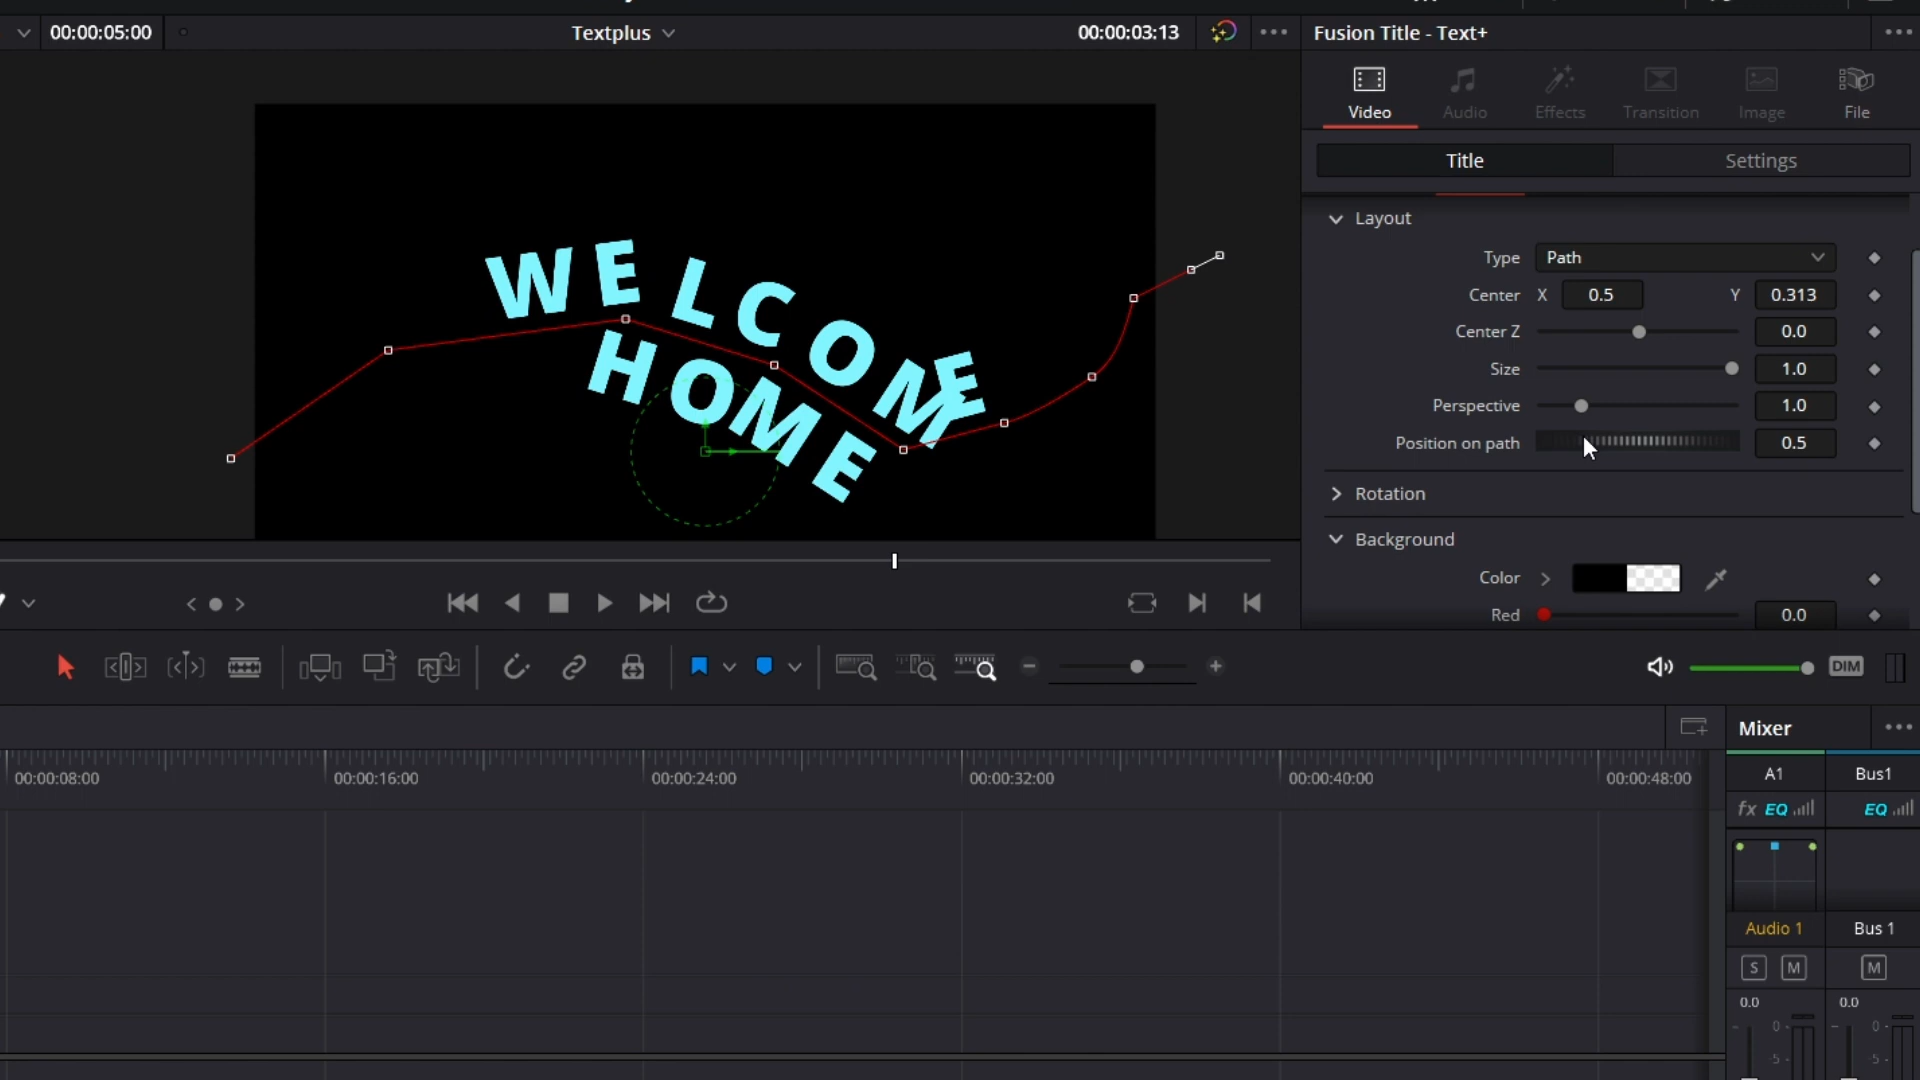 00:00:05:00
Textplus
00:00:03:13
Fusion Title - Text+
Video
Audio
Effects
Transition
Image
File
Title
Settings
Layout
Type
Path
Center
X
0.5
Y
0.313
Center Z
0.0
Size
1.0
Perspective
1.0
Position on path
0.5
Rotation
Background
Color
Red
0.0
WELCOME
HOME
DIM
Mixer
00:00:08:00
00:00:16:00
00:00:24:00
00:00:32:00
00:00:40:00
00:00:48:00
A1
Bus1
fx EQ
EQ
Audio 1
Bus 1
S
M
M
0.0
0.0
0
0
-5
-5